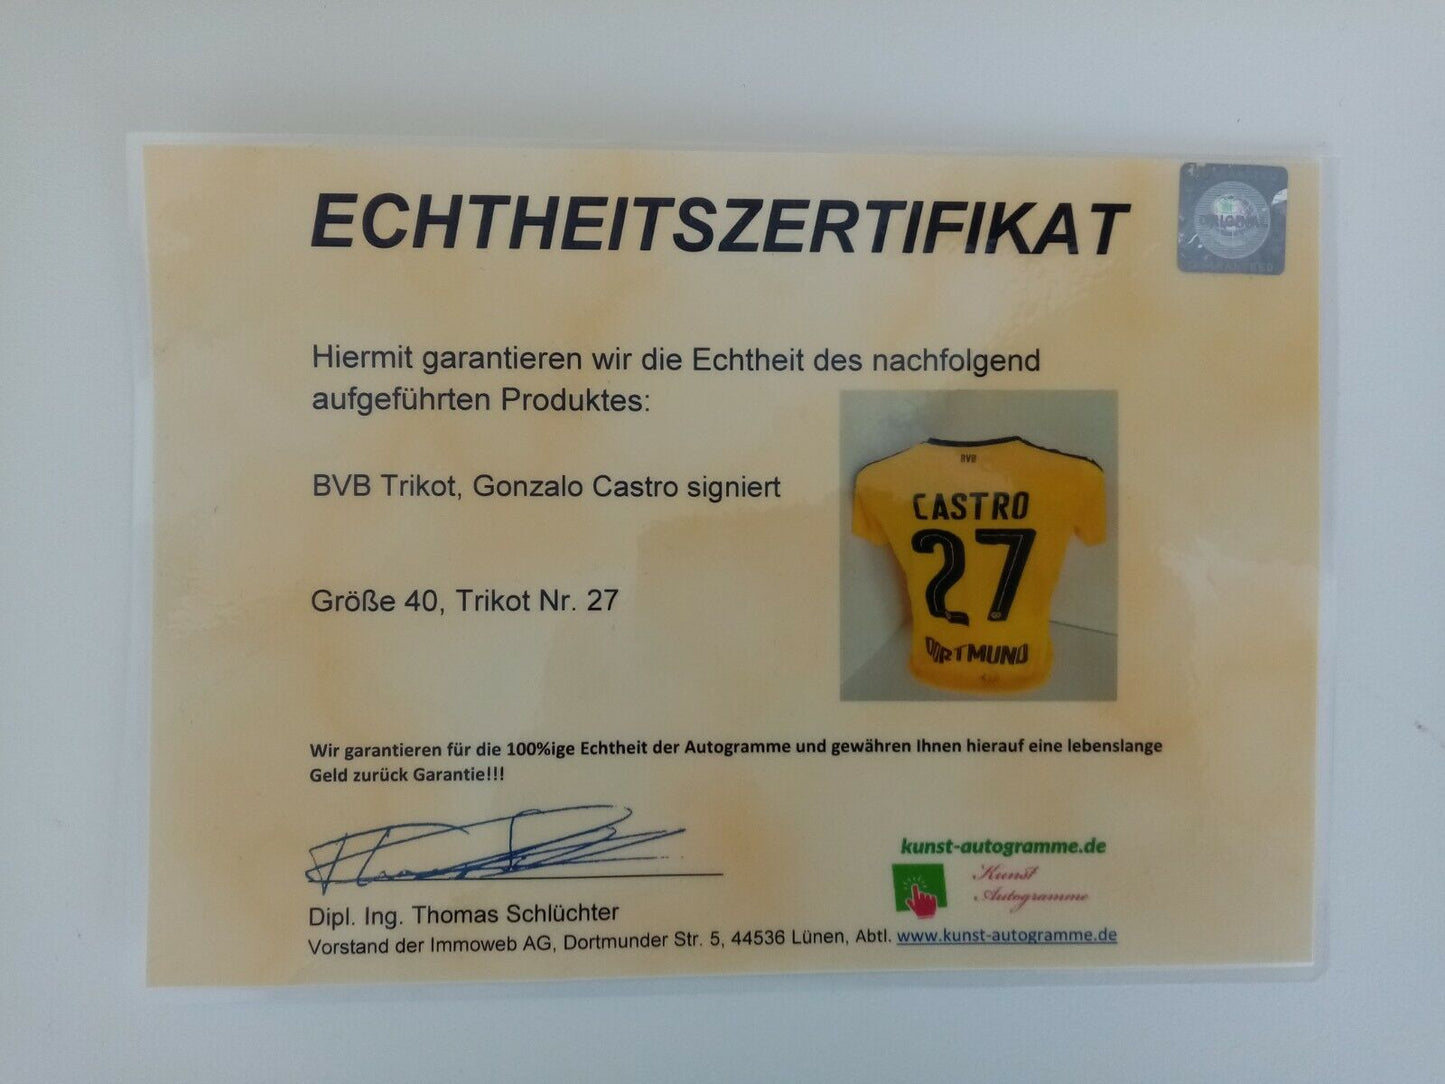 ECHTHEITSZERTIFIKAT
ORIGINAL
Hiermit garantieren wir die Echtheit des nachfolgend
aufgeführten Produktes:
BVB Trikot, Gonzalo Castro signiert
Größe 40, Trikot Nr. 27
BVB
CASTRO
27
DORTMUND
Wir garantieren für die 100%ige Echtheit der Autogramme und gewähren Ihnen hierauf eine lebenslange
Geld zurück Garantie!!!
kunst-autogramme.de
Kunst
Autogramme
Dipl. Ing. Thomas Schlüchter
Vorstand der Immoweb AG, Dortmunder Str. 5, 44536 Lünen, Abtl. www.kunst-autogramme.de